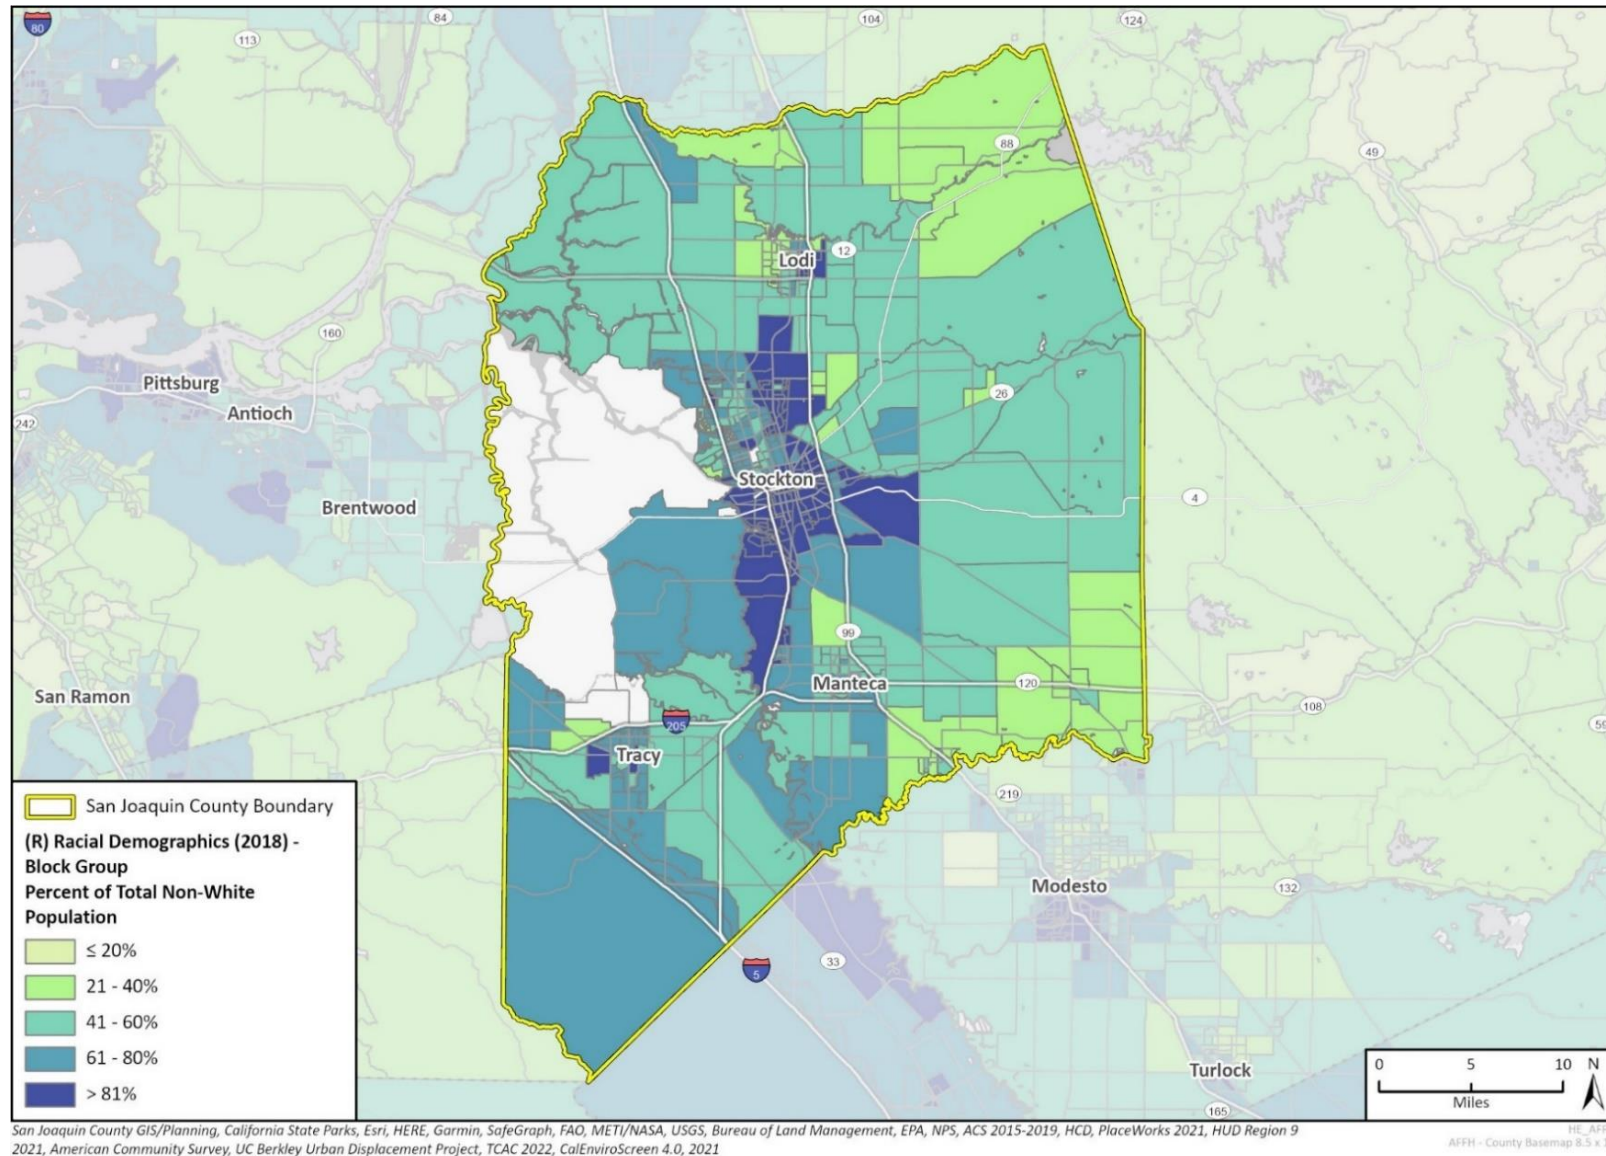 80
84
113
104
124
88
49
12
Lodi
160
Pittsburg
Antioch
242
26
Stockton
Brentwood
4
99
San Ramon
Manteca
120
108
59
205
Tracy
219
Modesto
132
33
5
Turlock
165
San Joaquin County Boundary
(R) Racial Demographics (2018) -
Block Group
Percent of Total Non-White
Population
≤ 20%
21 - 40%
41 - 60%
61 - 80%
> 81%
0 5 10
Miles
N
San Joaquin County GIS/Planning, California State Parks, Esri, HERE, Garmin, SafeGraph, FAO, METI/NASA, USGS, Bureau of Land Management, EPA, NPS, ACS 2015-2019, HCD, PlaceWorks 2021, HUD Region 9
2021, American Community Survey, UC Berkley Urban Displacement Project, TCAC 2022, CalEnviroScreen 4.0, 2021
HE_AFF
AFFH - County Basemap 8.5 x